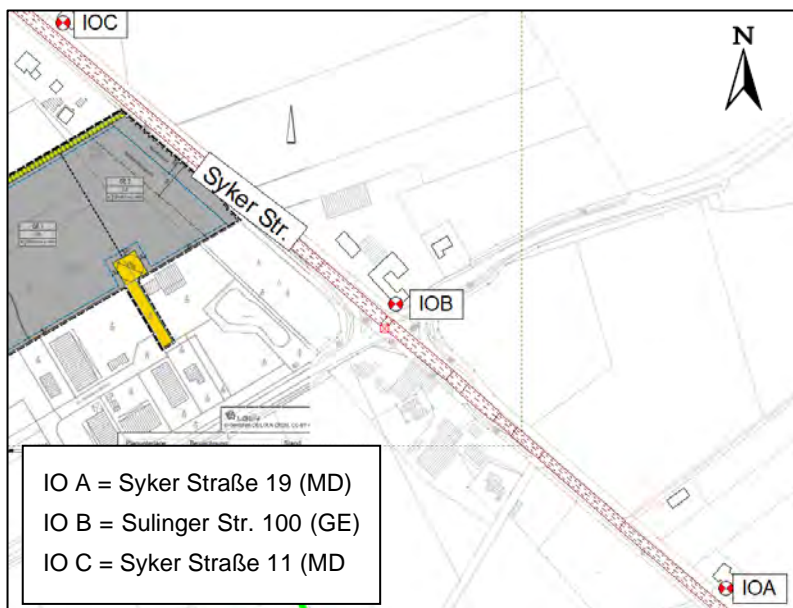 IOC
N
Syker Str.
IOB
IO A = Syker Straße 19 (MD)
IO B = Sulinger Str. 100 (GE)
IO C = Syker Straße 11 (MD
IOA